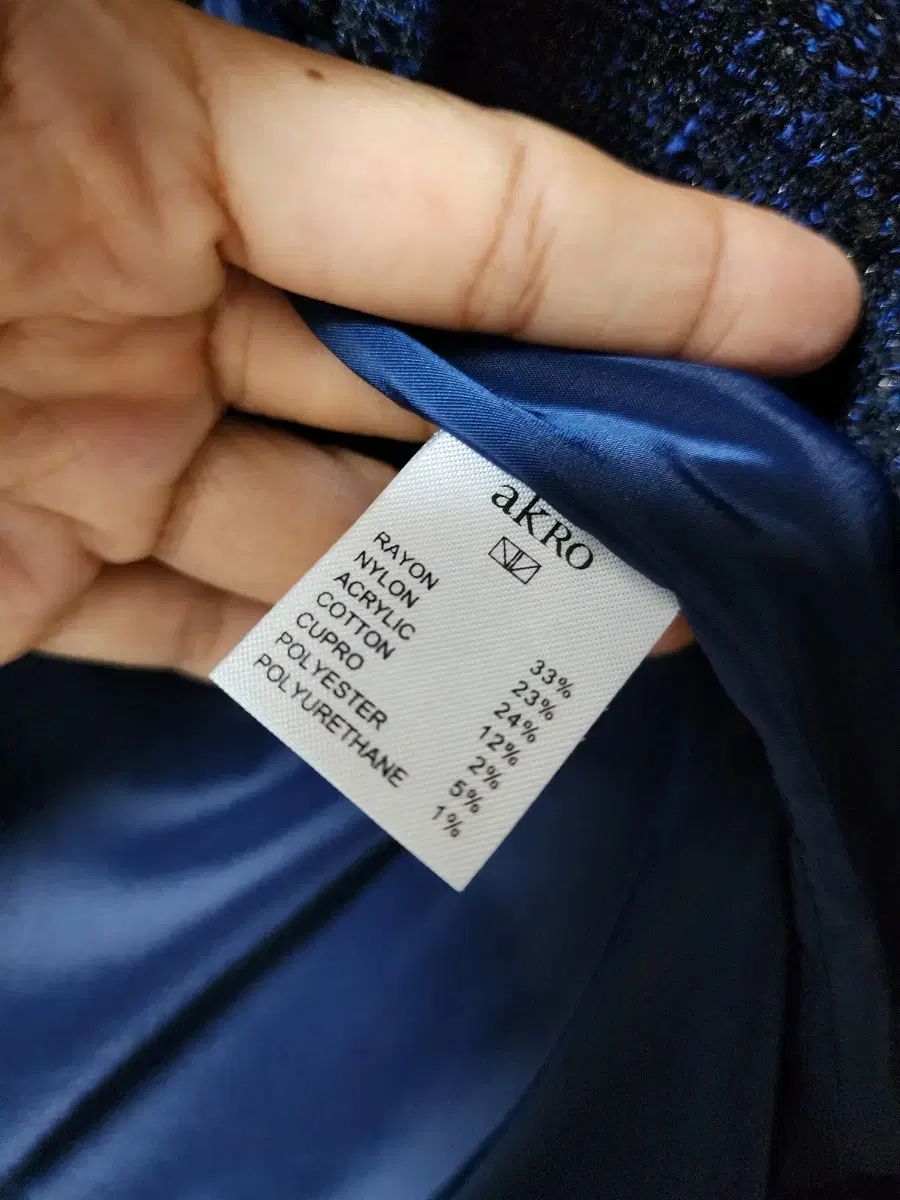 akRO
RAYON 33%
NYLON 23%
ACRYLIC 24%
COTTON 12%
CUPRO 2%
POLYESTER 5%
POLYURETHANE 1%